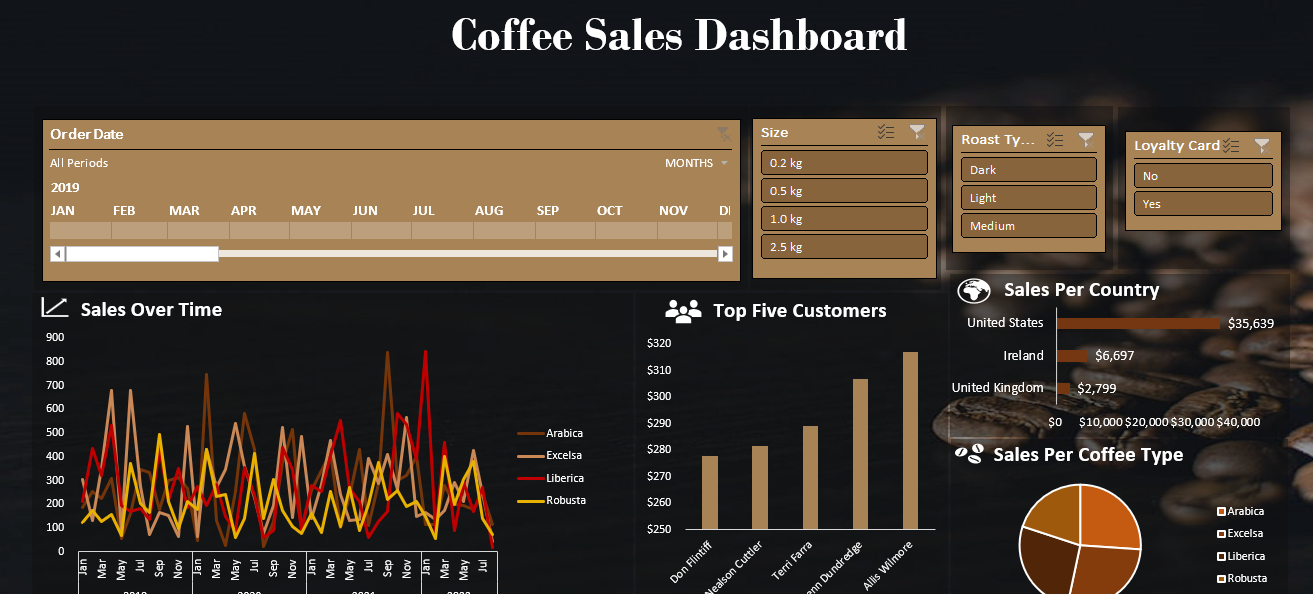 Coffee Sales Dashboard
Order Date
All Periods
MONTHS
2019
JAN FEB MAR APR MAY JUN JUL AUG SEP OCT NOV
Size
0.2 kg
0.5 kg
1.0 kg
2.5 kg
Roast Ty...
Dark
Light
Medium
Loyalty Card
No
Yes
Sales Over Time
900
800
700
600
500
400
300
200
100
0
Jan Mar May Jul Sep Nov Jan Mar May Jul Sep Nov Jan Mar May Jul Sep Nov Jan Mar May Jul
Arabica
Excelsa
Liberica
Robusta
Top Five Customers
$320
$310
$300
$290
$280
$270
$260
$250
Don Flintiff
Nealson Cuttler
Terri Farra
Dundredge
Allis Wilmore
Sales Per Country
United States $35,639
Ireland $6,697
United Kingdom $2,799
$0 $10,000 $20,000 $30,000 $40,000
Sales Per Coffee Type
Arabica
Excelsa
Liberica
Robusta